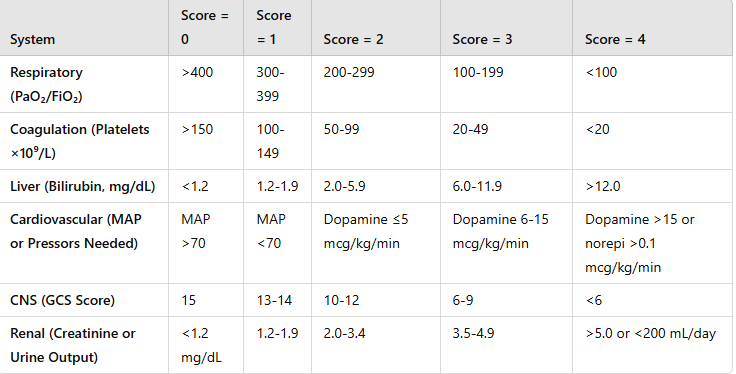 System Score = 0 Score = 1 Score = 2 Score = 3 Score = 4
Respiratory (PaO₂/FiO₂) >400 300-399 200-299 100-199 <100
Coagulation (Platelets ×10⁹/L) >150 100-149 50-99 20-49 <20
Liver (Bilirubin, mg/dL) <1.2 1.2-1.9 2.0-5.9 6.0-11.9 >12.0
Cardiovascular (MAP or Pressors Needed) MAP >70 MAP <70 Dopamine ≤5 mcg/kg/min Dopamine 6-15 mcg/kg/min Dopamine >15 or norepi >0.1 mcg/kg/min
CNS (GCS Score) 15 13-14 10-12 6-9 <6
Renal (Creatinine or Urine Output) <1.2 mg/dL 1.2-1.9 2.0-3.4 3.5-4.9 >5.0 or <200 mL/day